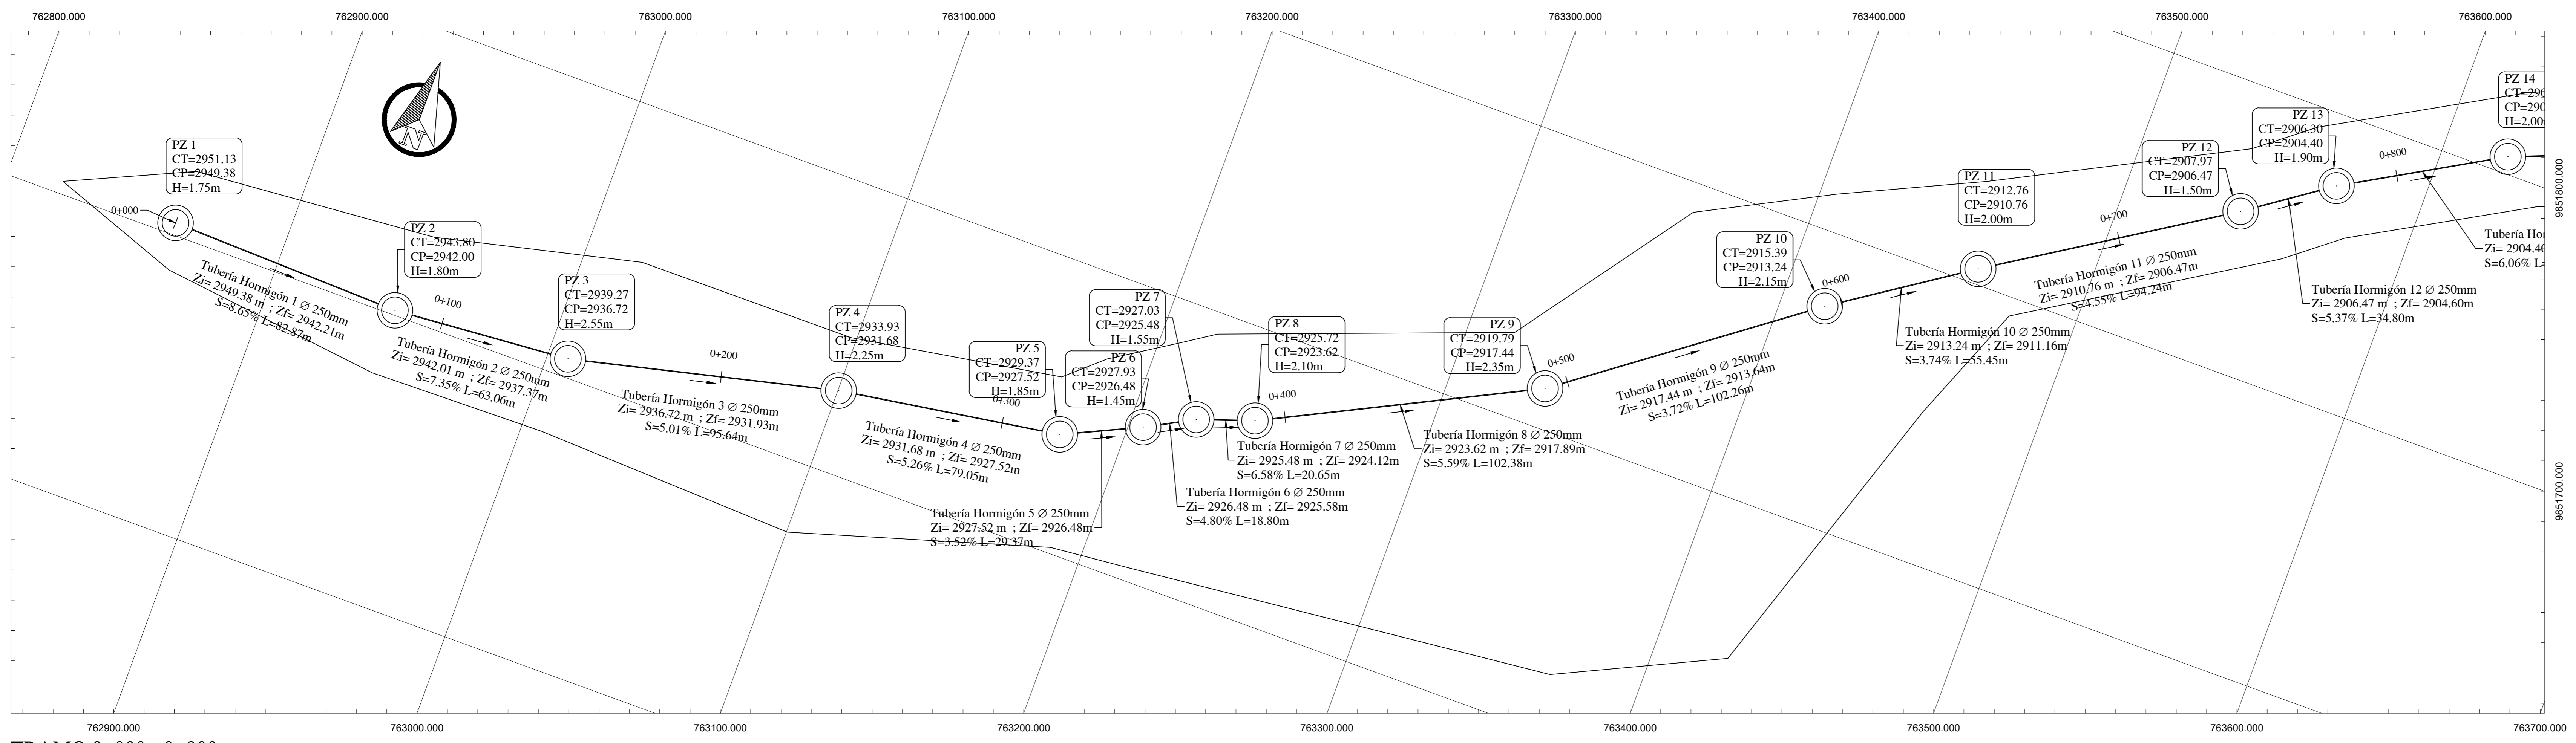 762800.000
762900.000
763000.000
763100.000
763200.000
763300.000
763400.000
763500.000
763600.000
N
PZ 1
CT=2951.13
CP=2949.38
H=1.75m
0+000
Tubería Hormigón 1 ∅ 250mm
Zi= 2949.38 m ; Zf= 2942.21m
S=8.65% L=82.87m
PZ 2
CT=2943.80
CP=2942.00
H=1.80m
0+100
Tubería Hormigón 2 ∅ 250mm
Zi= 2942.01 m ; Zf= 2937.37m
S=7.35% L=63.06m
PZ 3
CT=2939.27
CP=2936.72
H=2.55m
0+200
Tubería Hormigón 3 ∅ 250mm
Zi= 2936.72 m ; Zf= 2931.93m
S=5.01% L=95.64m
PZ 4
CT=2933.93
CP=2931.68
H=2.25m
0+300
Tubería Hormigón 4 ∅ 250mm
Zi= 2931.68 m ; Zf= 2927.52m
S=5.26% L=79.05m
PZ 5
CT=2929.37
CP=2927.52
H=1.85m
Tubería Hormigón 5 ∅ 250mm
Zi= 2927.52 m ; Zf= 2926.48m
S=3.52% L=29.37m
PZ 6
CT=2927.93
CP=2926.48
H=1.45m
Tubería Hormigón 6 ∅ 250mm
Zi= 2926.48 m ; Zf= 2925.58m
S=4.80% L=18.80m
PZ 7
CT=2927.03
CP=2925.48
H=1.55m
Tubería Hormigón 7 ∅ 250mm
Zi= 2925.48 m ; Zf= 2924.12m
S=6.58% L=20.65m
PZ 8
CT=2925.72
CP=2923.62
H=2.10m
0+400
Tubería Hormigón 8 ∅ 250mm
Zi= 2923.62 m ; Zf= 2917.89m
S=5.59% L=102.38m
PZ 9
CT=2919.79
CP=2917.44
H=2.35m
0+500
Tubería Hormigón 9 ∅ 250mm
Zi= 2917.44 m ; Zf= 2913.64m
S=3.72% L=102.26m
PZ 10
CT=2915.39
CP=2913.24
H=2.15m
0+600
Tubería Hormigón 10 ∅ 250mm
Zi= 2913.24 m ; Zf= 2911.16m
S=3.74% L=55.45m
PZ 11
CT=2912.76
CP=2910.76
H=2.00m
0+700
Tubería Hormigón 11 ∅ 250mm
Zi= 2910.76 m ; Zf= 2906.47m
S=4.55% L=94.24m
PZ 12
CT=2907.97
CP=2906.47
H=1.50m
Tubería Hormigón 12 ∅ 250mm
Zi= 2906.47 m ; Zf= 2904.60m
S=5.37% L=34.80m
PZ 13
CT=2906.30
CP=2904.40
H=1.90m
0+800
Tubería
S=6.06%
PZ 14
H=2.00
9851800.000
9851700.000
762900.000
763000.000
763100.000
763200.000
763300.000
763400.000
763500.000
763600.000
763700.000